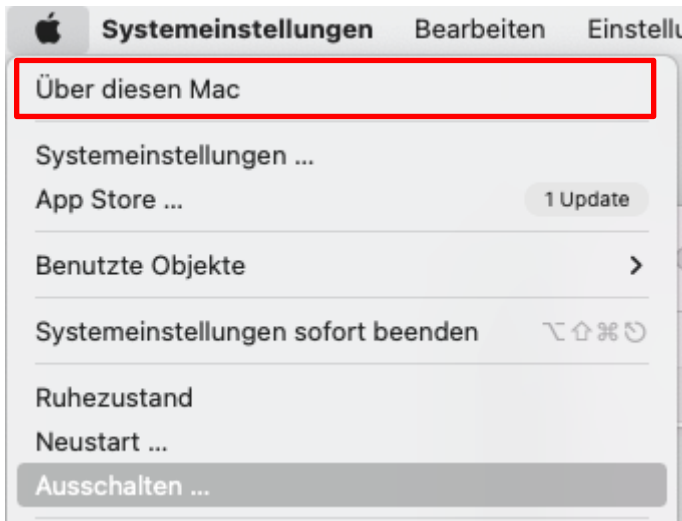 Systemeinstellungen Bearbeiten Einstellu
Über diesen Mac
Systemeinstellungen ...
App Store ... 1 Update
Benutzte Objekte
Systemeinstellungen sofort beenden ⌥⇧⌘⎋
Ruhezustand
Neustart ...
Ausschalten ...